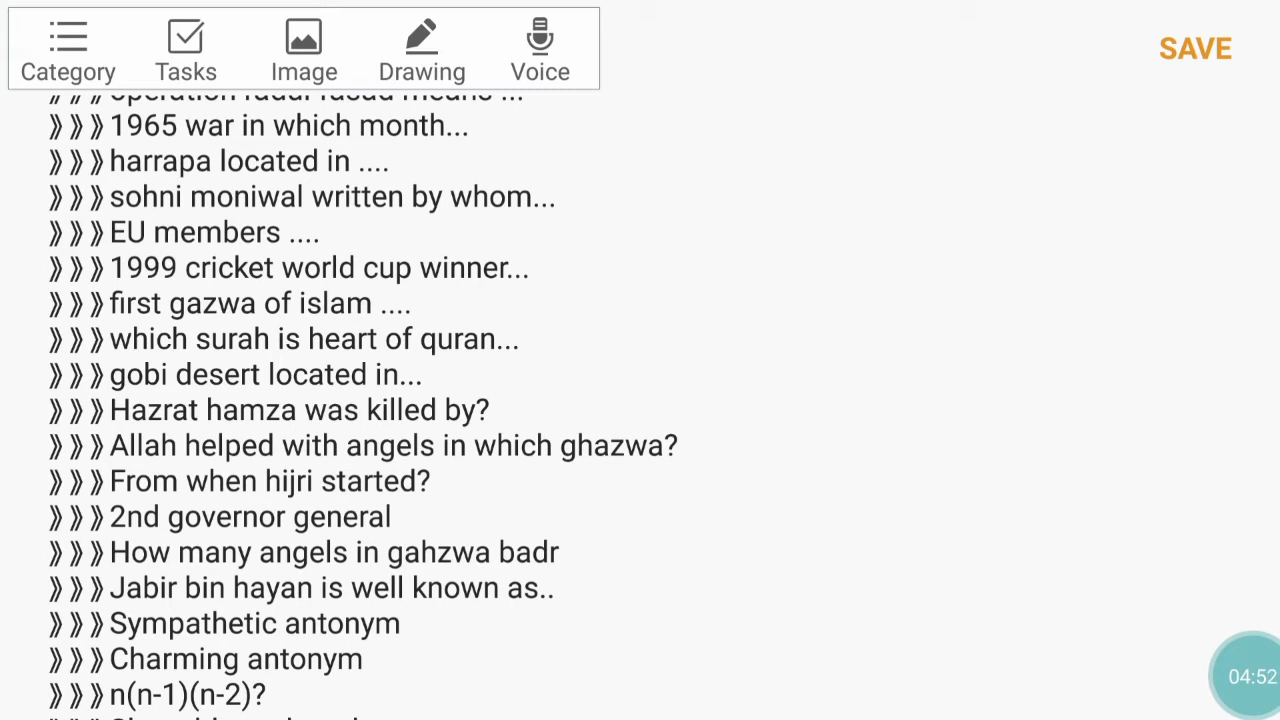 Category Tasks Image Drawing Voice
SAVE
》》》operation radul fasad means ...
》》》1965 war in which month...
》》》harrapa located in ....
》》》sohni moniwal written by whom...
》》》EU members ....
》》》1999 cricket world cup winner...
》》》first gazwa of islam ....
》》》which surah is heart of quran...
》》》gobi desert located in...
》》》Hazrat hamza was killed by?
》》》Allah helped with angels in which ghazwa?
》》》From when hijri started?
》》》2nd governor general
》》》How many angels in gahzwa badr
》》》Jabir bin hayan is well known as..
》》》Sympathetic antonym
》》》Charming antonym
》》》n(n-1)(n-2)?
04:52